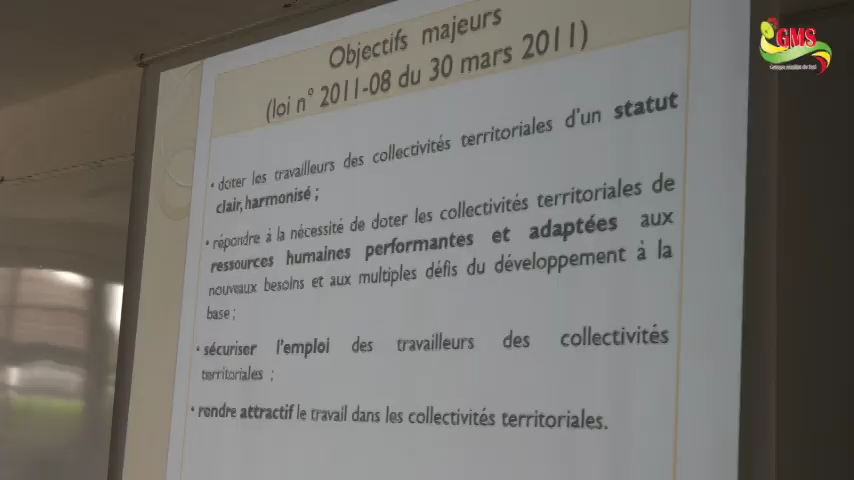 GMS
Objectifs majeurs
(loi n° 2011-08 du 30 mars 2011)
• doter les travailleurs des collectivités territoriales d'un statut
clair, harmonisé ;
• répondre à la nécessité de doter les collectivités territoriales de
ressources humaines performantes et adaptées aux
nouveaux besoins et aux multiples défis du développement à la
base ;
• sécuriser l'emploi des travailleurs des collectivités
territoriales ;
• rendre attractif le travail dans les collectivités territoriales.